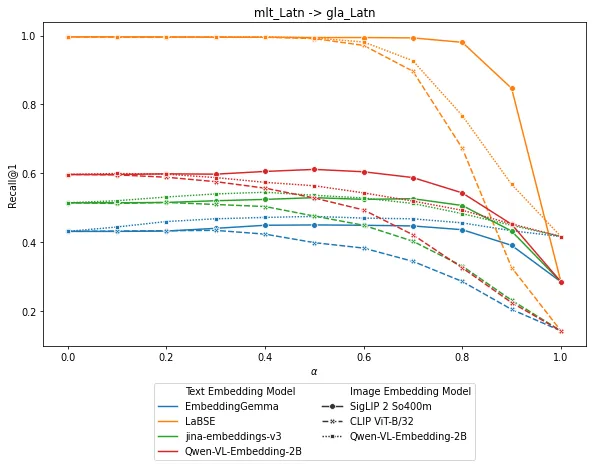 mlt_Latn -> gla_Latn
Recall@1
1.0
0.8
0.6
0.4
0.2
0.0 0.2 0.4 0.6 0.8 1.0
α
Text Embedding Model Image Embedding Model
EmbeddingGemma SigLIP 2 So400m
LaBSE CLIP ViT-B/32
jina-embeddings-v3 Qwen-VL-Embedding-2B
Qwen-VL-Embedding-2B